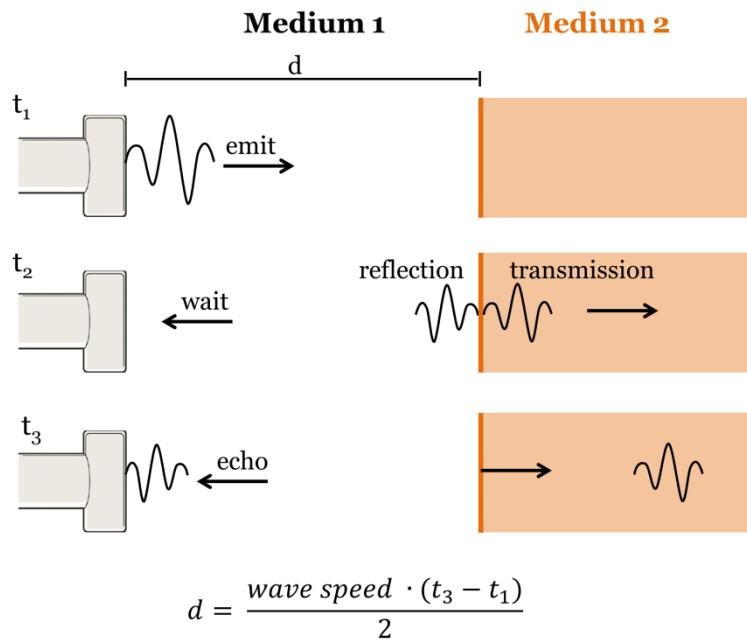 Medium 1 Medium 2
d
t₁
emit
t₂
reflection transmission
wait
t₃
echo
d = wave speed · (t₃ − t₁) / 2